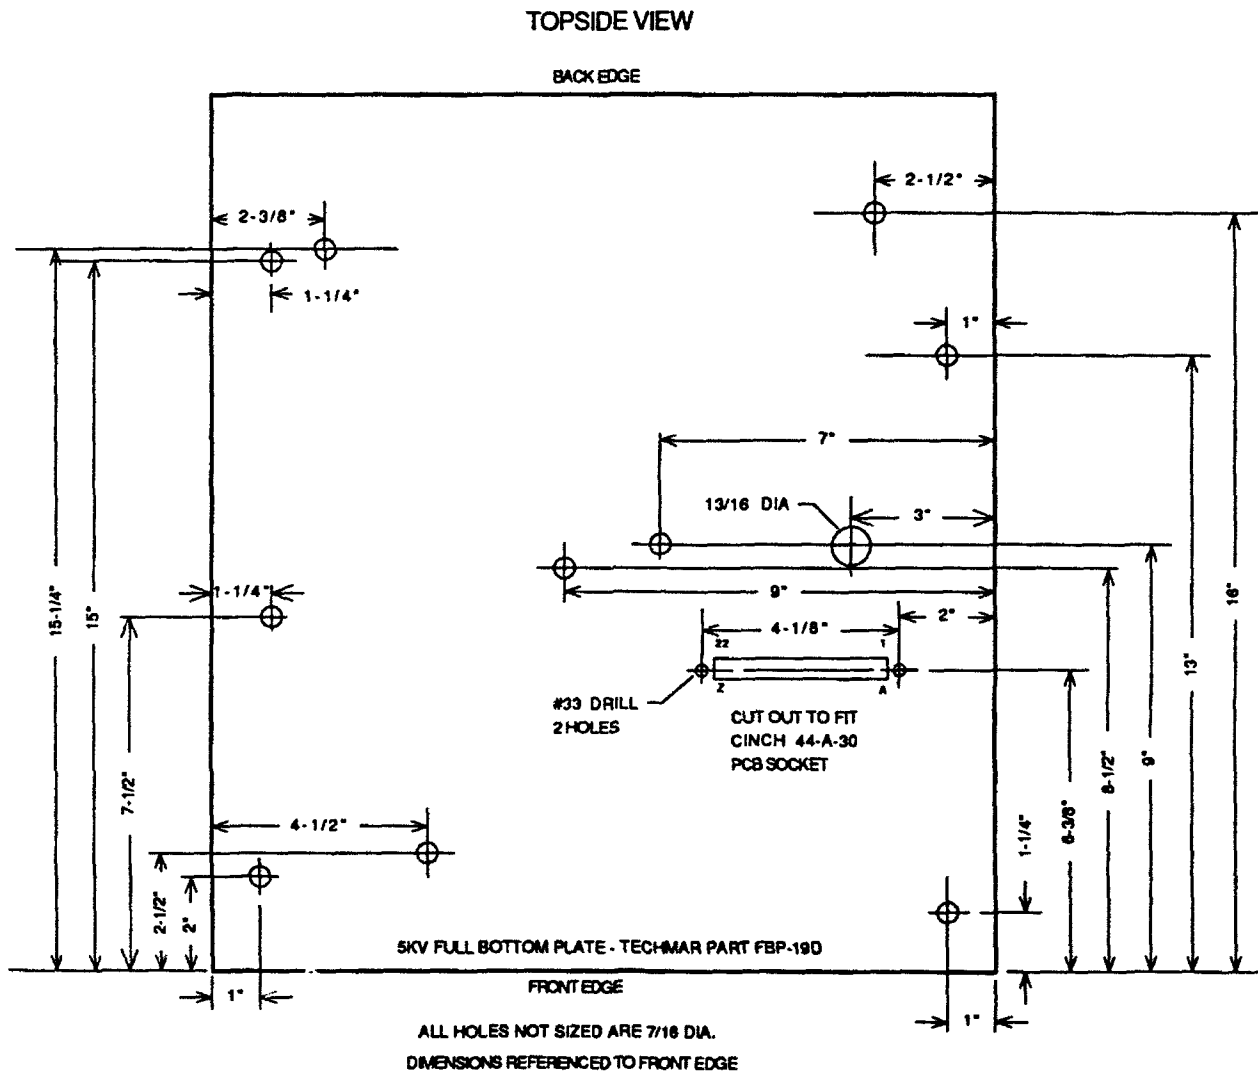 TOPSIDE VIEW
BACK EDGE
2-1/2"
2-3/8"
1-1/4"
1"
7"
13/16 DIA
3"
1-1/4"
9"
2"
4-1/8"
22 1
Z A
#33 DRILL
2 HOLES
CUT OUT TO FIT
CINCH 44-A-30
PCB SOCKET
15-1/4"
15"
7-1/2"
16"
13"
9"
8-1/2"
6-3/8"
1-1/4"
4-1/2"
2-1/2"
2"
5KV FULL BOTTOM PLATE - TECHMAR PART FBP-19D
FRONT EDGE
1"
1"
ALL HOLES NOT SIZED ARE 7/16 DIA.
DIMENSIONS REFERENCED TO FRONT EDGE